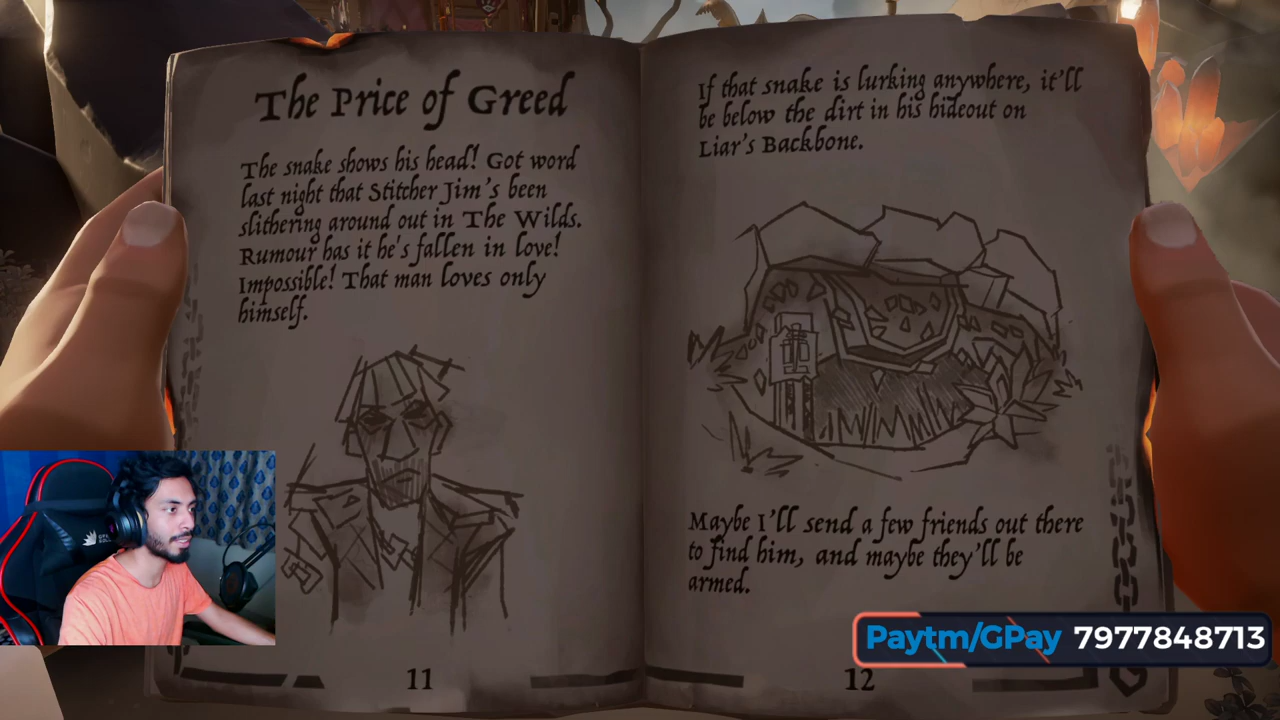 The Price of Greed
The snake shows his head! Got word
last night that Stitcher Jim's been
slithering around out in The Wilds.
Rumour has it he's fallen in love!
Impossible! That man loves only
himself.
11
If that snake is lurking anywhere, it'll
be below the dirt in his hideout on
Liar's Backbone.
Maybe I'll send a few friends out there
to find him, and maybe they'll be
armed.
12
Paytm/GPay 7977848713